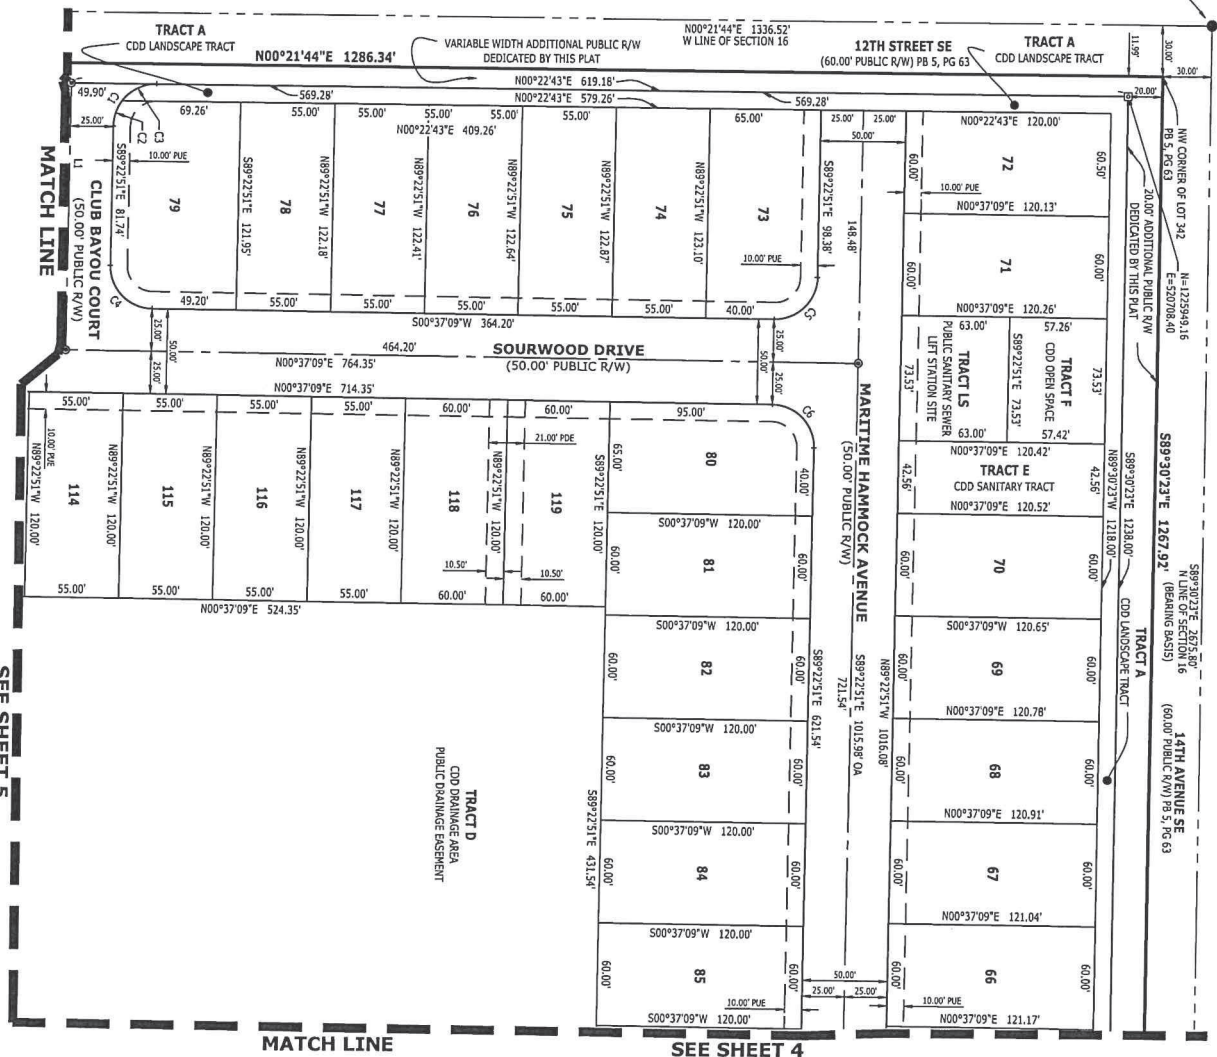 N00°21'44"E 1336.52'
W LINE OF SECTION 16
TRACT A
CDD LANDSCAPE TRACT
N00°21'44"E 1286.34'
VARIABLE WIDTH ADDITIONAL PUBLIC R/W
DEDICATED BY THIS PLAT
12TH STREET SE
(60.00' PUBLIC R/W) PB 5, PG 63
TRACT A
CDD LANDSCAPE TRACT
11.99'
30.00'
30.00'
20.00'
N00°22'43"E 619.18'
569.28'
N00°22'43"E 579.26'
569.28'
49.90'
C1
C2
C3
25.00'
69.26'
55.00'
55.00'
55.00'
55.00'
55.00'
65.00'
N00°22'43"E 409.26'
25.00'
25.00'
50.00'
N00°22'43"E 120.00'
NW CORNER OF LOT 342
PB 5, PG 63
N=1225949.16
E=520708.40
20.00' ADDITIONAL PUBLIC R/W
DEDICATED BY THIS PLAT
MATCH LINE
L1
CLUB BAYOU COURT
(50.00' PUBLIC R/W)
S89°22'51"E 81.74'
10.00' PUE
79
S89°22'51"E 121.95'
78
N89°22'51"W 122.18'
77
N89°22'51"W 122.41'
76
N89°22'51"W 122.64'
75
N89°22'51"W 122.87'
74
N89°22'51"W 123.10'
73
10.00' PUE
S89°22'51"E 98.38'
148.48'
C4
49.20'
55.00'
55.00'
55.00'
55.00'
55.00'
40.00'
C5
S00°37'09"W 364.20'
60.00'
72
60.50'
10.00' PUE
N00°37'09"E 120.13'
60.00'
71
60.00'
N00°37'09"E 120.26'
63.00'
57.26'
73.53'
TRACT LS
PUBLIC SANITARY SEWER
LIFT STATION SITE
S89°22'51"E 73.53'
TRACT F
CDD OPEN SPACE
73.53'
63.00'
57.42'
N00°37'09"E 120.42'
42.56'
TRACT E
CDD SANITARY TRACT
42.56'
N00°37'09"E 120.52'
25.00'
25.00'
50.00'
464.20'
SOURWOOD DRIVE
(50.00' PUBLIC R/W)
N00°37'09"E 764.35'
N00°37'09"E 714.35'
50.00'
25.00'
25.00'
C6
MARITIME HAMMOCK AVENUE
(50.00' PUBLIC R/W)
S89°22'51"E 1015.98' OA
721.54'
S89°22'51"E 621.54'
N89°22'51"W 1016.08'
S89°30'23"E 1238.00'
N89°30'23"W 1218.00'
S89°30'23"E 1267.92'
S89°30'23"E 2675.80'
N LINE OF SECTION 16
(BEARING BASIS)
14TH AVENUE SE
(60.00' PUBLIC R/W) PB 5, PG 63
TRACT A
CDD LANDSCAPE TRACT
55.00'
55.00'
55.00'
55.00'
60.00'
60.00'
95.00'
10.00' PUE
N89°22'51"W 120.00'
114
N89°22'51"W 120.00'
115
N89°22'51"W 120.00'
116
N89°22'51"W 120.00'
117
N89°22'51"W 120.00'
118
21.00' PDE
N89°22'51"W 120.00'
119
S89°22'51"E 120.00'
10.50'
10.50'
55.00'
55.00'
55.00'
55.00'
60.00'
60.00'
N00°37'09"E 524.35'
65.00'
80
40.00'
S00°37'09"W 120.00'
60.00'
81
60.00'
S00°37'09"W 120.00'
60.00'
82
60.00'
S00°37'09"W 120.00'
60.00'
83
60.00'
S89°22'51"E 431.54'
S00°37'09"W 120.00'
60.00'
84
60.00'
S00°37'09"W 120.00'
60.00'
85
60.00'
10.00' PUE
S00°37'09"W 120.00'
50.00'
25.00'
25.00'
60.00'
70
60.00'
S00°37'09"W 120.65'
60.00'
69
60.00'
N00°37'09"E 120.78'
60.00'
68
60.00'
N00°37'09"E 120.91'
60.00'
67
60.00'
N00°37'09"E 121.04'
60.00'
66
60.00'
10.00' PUE
N00°37'09"E 121.17'
TRACT D
CDD DRAINAGE AREA
PUBLIC DRAINAGE EASEMENT
SEE SHEET 5
MATCH LINE
SEE SHEET 4